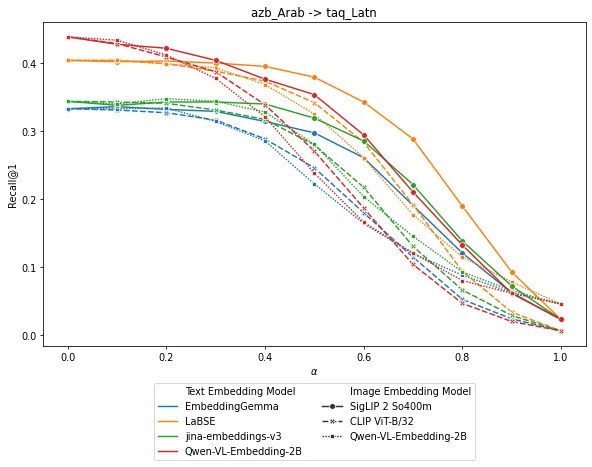 azb_Arab -> taq_Latn
Recall@1
0.4
0.3
0.2
0.1
0.0
0.0 0.2 0.4 0.6 0.8 1.0
α
Text Embedding Model
EmbeddingGemma
LaBSE
jina-embeddings-v3
Qwen-VL-Embedding-2B
Image Embedding Model
SigLIP 2 So400m
CLIP ViT-B/32
Qwen-VL-Embedding-2B